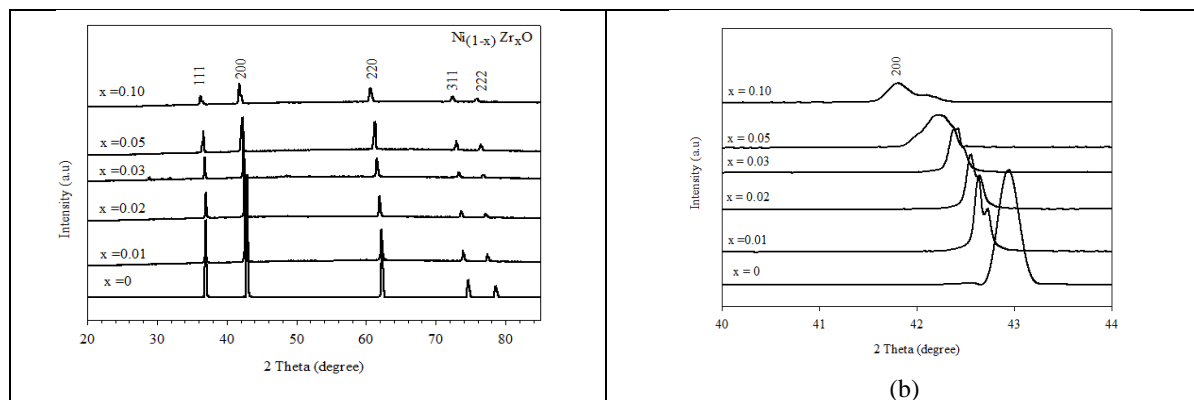 Ni(1-x) ZrxO
111
200
220
311
222
x =0.10
x =0.05
x =0.03
x =0.02
x =0.01
x =0
Intensity (a.u)
20 30 40 50 60 70 80
2 Theta (degree)
200
x =0.10
x =0.05
x =0.03
x =0.02
x=0.01
x = 0
Intensity (a.u)
40 41 42 43 44
2 Theta (degree)
(b)